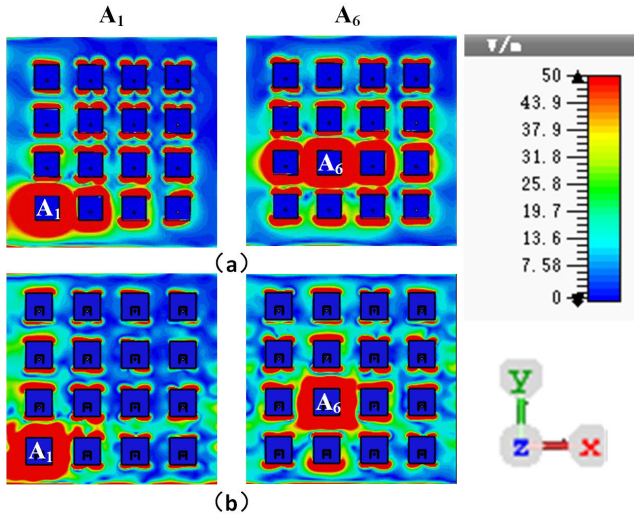 A1 A6
V/m
50
43.9
37.9
31.8
25.8
19.7
13.6
7.58
0
A1
A6
(a)
A1
A6
(b)
y
z x